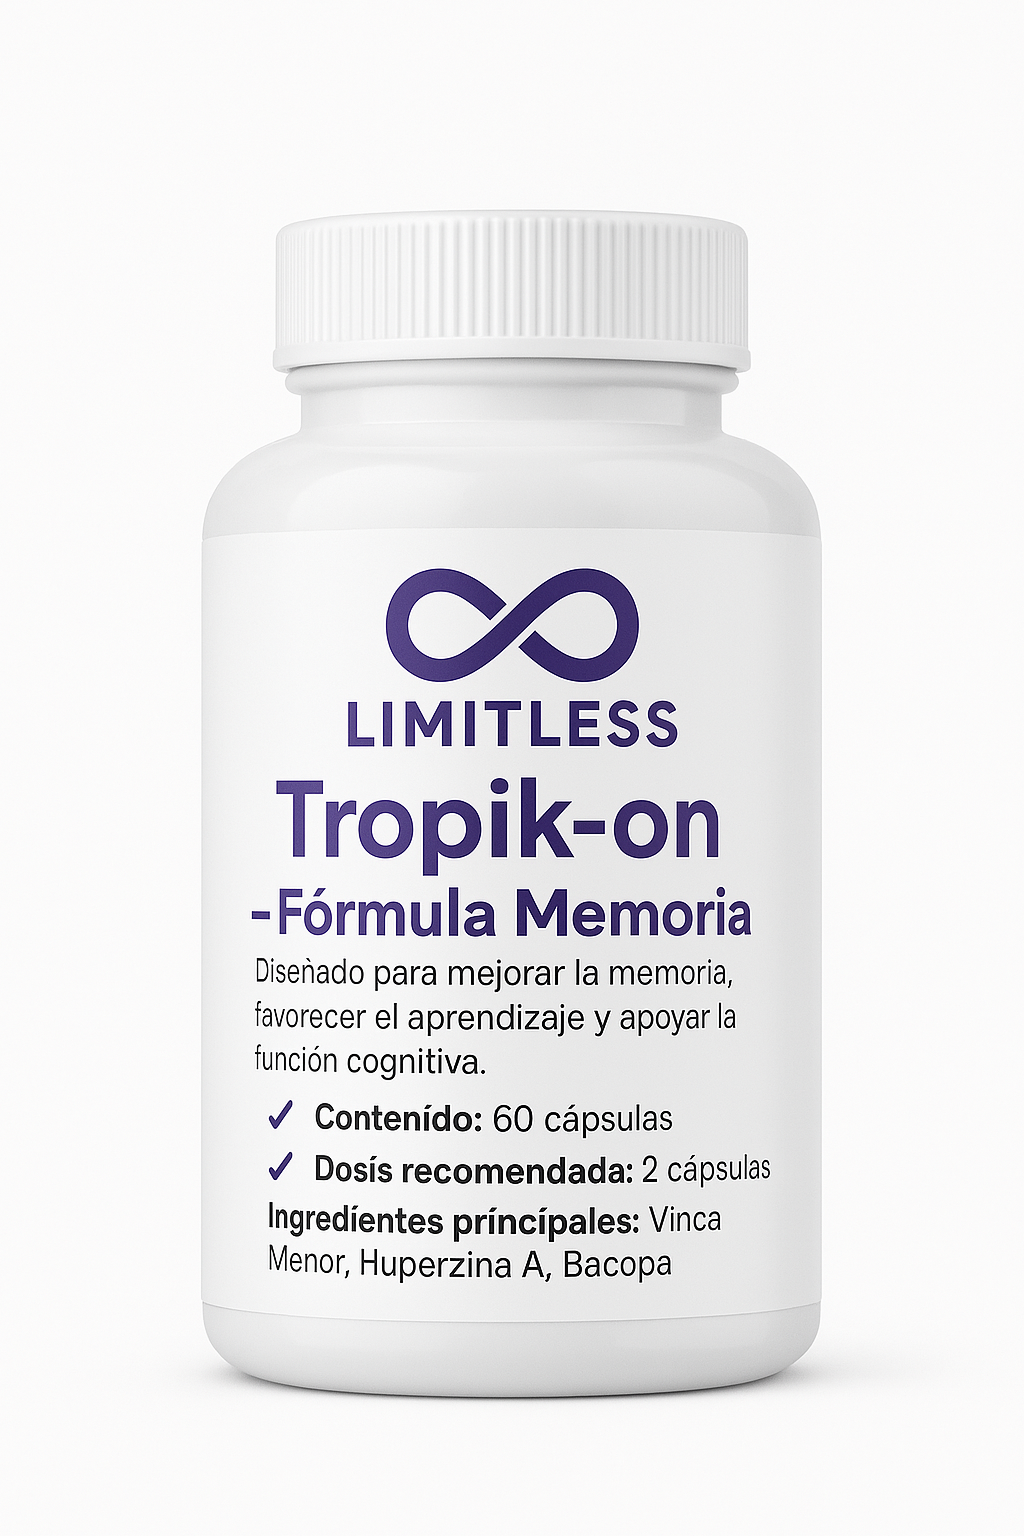 LIMITLESS
Tropik-on
-Fórmula Memoria
Diseǹado para mejorar la memoria,
favorecer el aprendizaje y apoyar la
función cognitiva.
✓ Contenído: 60 cápsulas
✓ Dosís recomendada: 2 cápsulas
Ingredíentes príncípales: Vinca
Menor, Huperzina A, Bacopa